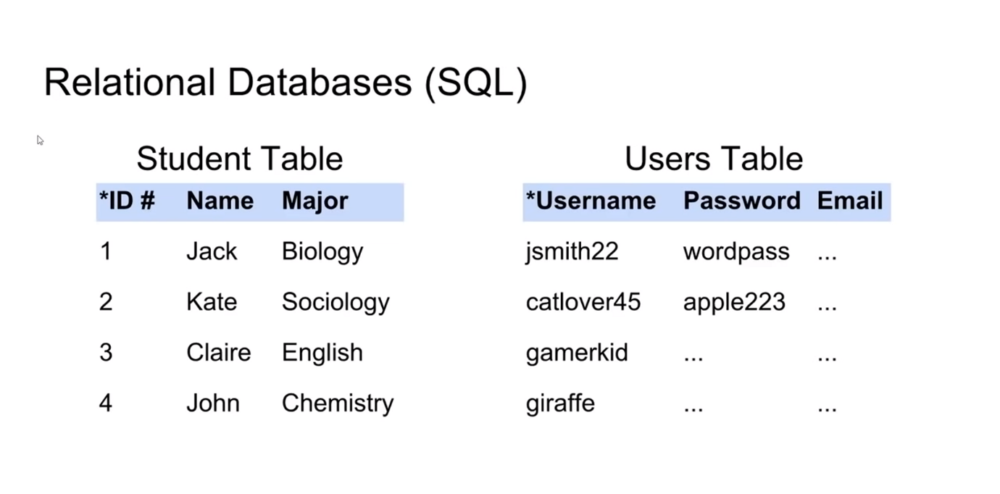 Relational Databases (SQL)
Student Table
*ID # Name Major
1 Jack Biology
2 Kate Sociology
3 Claire English
4 John Chemistry
Users Table
*Username Password Email
jsmith22 wordpass ...
catlover45 apple223 ...
gamerkid ... ...
giraffe ... ...